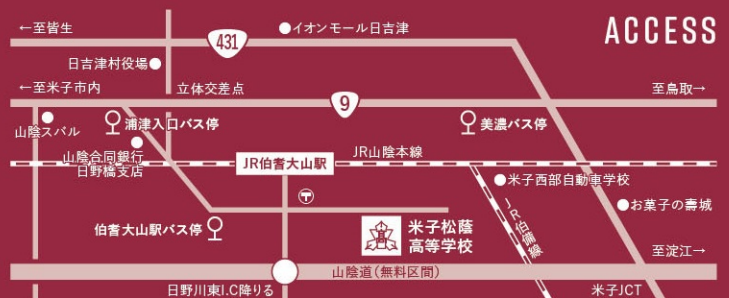 ACCESS
←至皆生
431
イオンモール日吉津
日吉津村役場
←至米子市内
立体交差点
9
至鳥取→
山陰スバル
浦津入口バス停
美濃バス停
山陰合同銀行
日野橋支店
JR伯耆大山駅
JR山陰本線
米子西部自動車学校
JR伯備線
お菓子の壽城
伯耆大山駅バス停
米子松蔭
高等学校
至淀江→
山陰道(無料区間)
日野川東I.C降りる
米子JCT